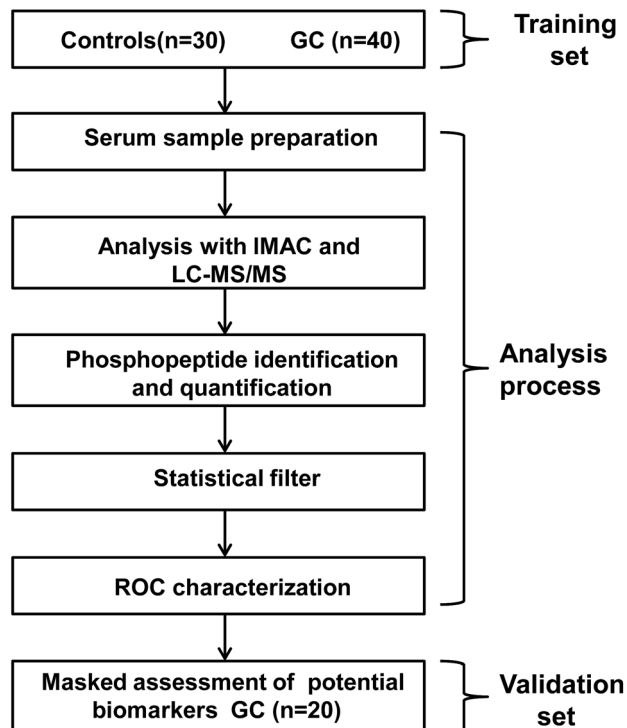 Controls(n=30) GC (n=40)
Training
set
Serum sample preparation
Analysis with IMAC and
LC-MS/MS
Phosphopeptide identification
and quantification
Analysis
process
Statistical filter
ROC characterization
Masked assessment of potential
biomarkers GC (n=20)
Validation
set